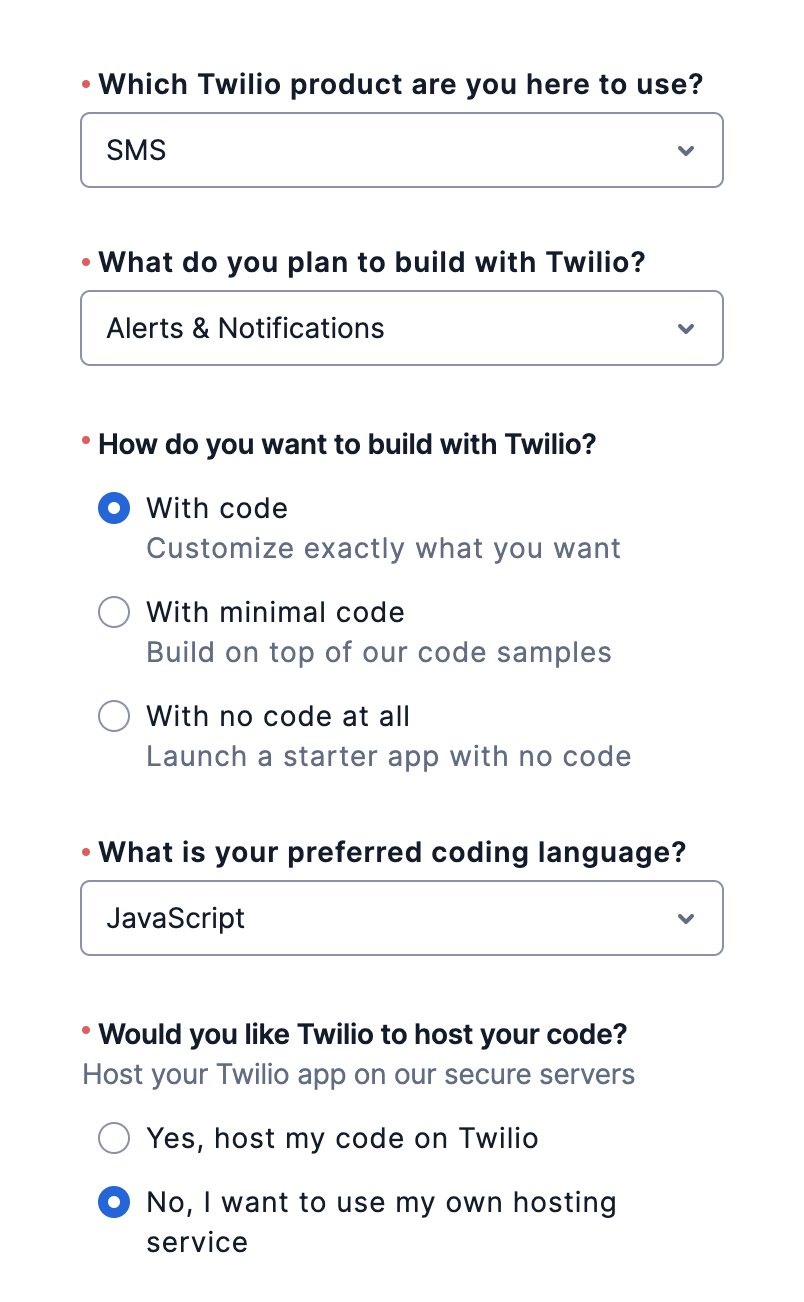 Which Twilio product are you here to use?
SMS
What do you plan to build with Twilio?
Alerts & Notifications
How do you want to build with Twilio?
With code
Customize exactly what you want
With minimal code
Build on top of our code samples
With no code at all
Launch a starter app with no code
What is your preferred coding language?
JavaScript
Would you like Twilio to host your code?
Host your Twilio app on our secure servers
Yes, host my code on Twilio
No, I want to use my own hosting
service